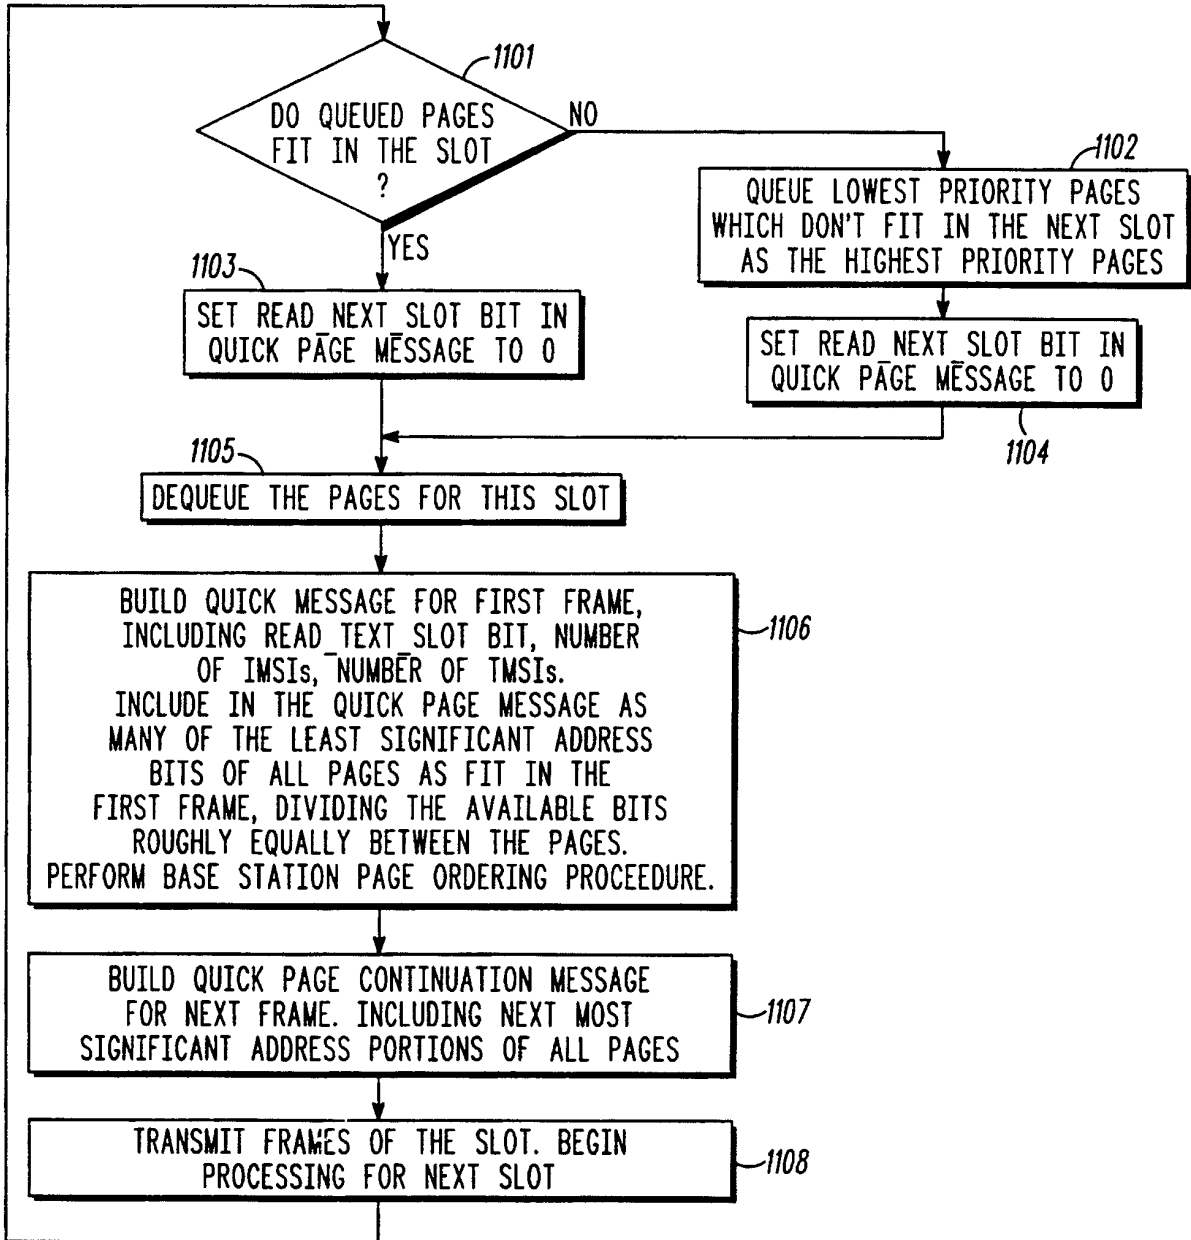 1101
DO QUEUED PAGES
FIT IN THE SLOT
?
NO
YES
1102
QUEUE LOWEST PRIORITY PAGES
WHICH DON'T FIT IN THE NEXT SLOT
AS THE HIGHEST PRIORITY PAGES
1103
SET READ_NEXT_SLOT BIT IN
QUICK PAGE MESSAGE TO 0
SET READ_NEXT_SLOT BIT IN
QUICK PAGE MESSAGE TO 0
1104
1105
DEQUEUE THE PAGES FOR THIS SLOT
BUILD QUICK MESSAGE FOR FIRST FRAME,
INCLUDING READ_TEXT_SLOT BIT, NUMBER
OF IMSIs, NUMBER OF TMSIs.
INCLUDE IN THE QUICK PAGE MESSAGE AS
MANY OF THE LEAST SIGNIFICANT ADDRESS
BITS OF ALL PAGES AS FIT IN THE
FIRST FRAME, DIVIDING THE AVAILABLE BITS
ROUGHLY EQUALLY BETWEEN THE PAGES.
PERFORM BASE STATION PAGE ORDERING PROCEEDURE.
1106
BUILD QUICK PAGE CONTINUATION MESSAGE
FOR NEXT FRAME. INCLUDING NEXT MOST
SIGNIFICANT ADDRESS PORTIONS OF ALL PAGES
1107
TRANSMIT FRAMES OF THE SLOT. BEGIN
PROCESSING FOR NEXT SLOT
1108